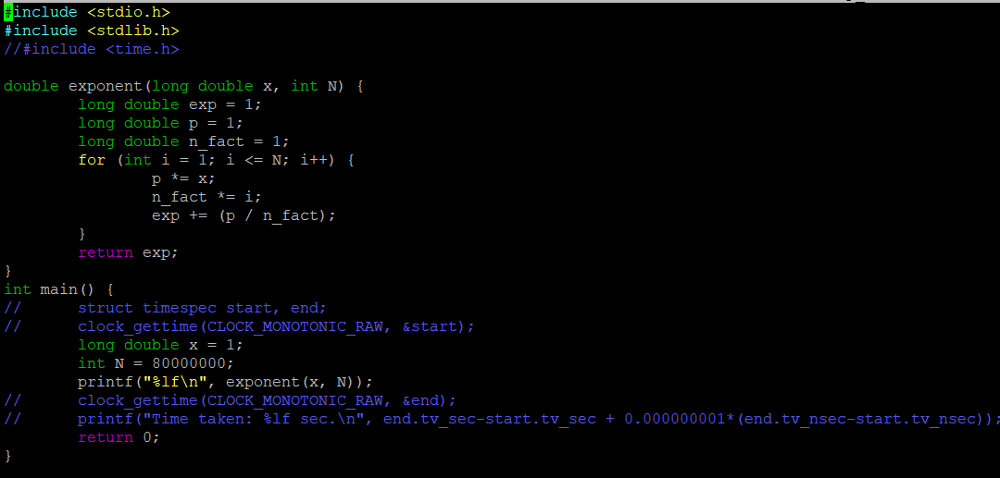 #include <stdio.h>
#include <stdlib.h>
//#include <time.h>

double exponent(long double x, int N) {
        long double exp = 1;
        long double p = 1;
        long double n_fact = 1;
        for (int i = 1; i <= N; i++) {
                p *= x;
                n_fact *= i;
                exp += (p / n_fact);
        }
        return exp;
}
int main() {
//      struct timespec start, end;
//      clock_gettime(CLOCK_MONOTONIC_RAW, &start);
        long double x = 1;
        int N = 80000000;
        printf("%lf\n", exponent(x, N));
//      clock_gettime(CLOCK_MONOTONIC_RAW, &end);
//      printf("Time taken: %lf sec.\n", end.tv_sec-start.tv_sec + 0.000000001*(end.tv_nsec-start.tv_nsec));
        return 0;
}